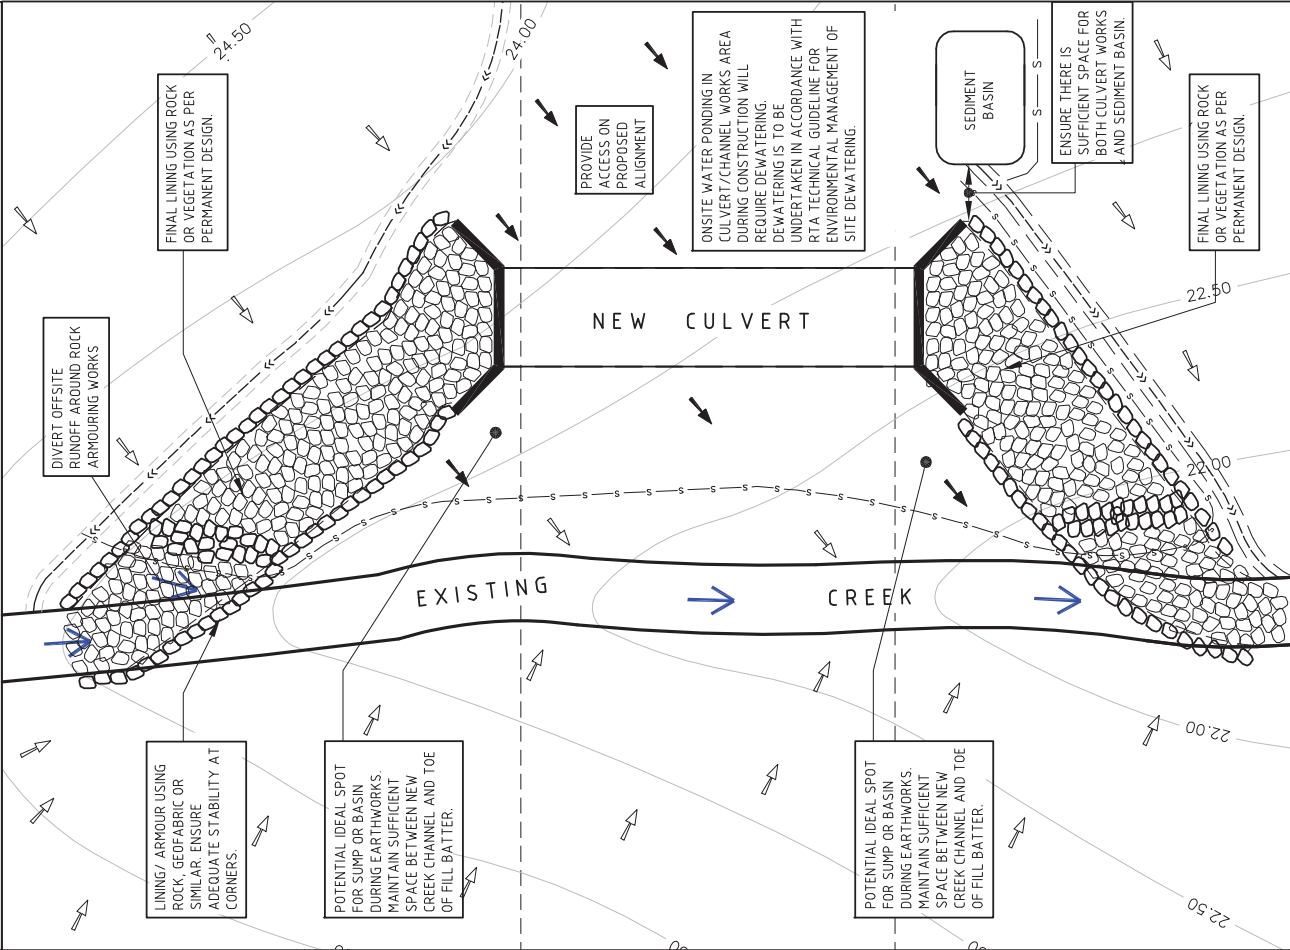 24.50
24.00
FINAL LINING USING ROCK
OR VEGETATION AS PER
PERMANENT DESIGN.
PROVIDE
ACCESS ON
PROPOSED
ALIGNMENT
ONSITE WATER PONDING IN
CULVERT/CHANNEL WORKS AREA
DURING CONSTRUCTION WILL
REQUIRE DEWATERING.
DEWATERING IS TO BE
UNDERTAKEN IN ACCORDANCE WITH
RTA TECHNICAL GUIDELINE FOR
ENVIRONMENTAL MANAGEMENT OF
SITE DEWATERING.
SEDIMENT
BASIN
ENSURE THERE IS
SUFFICIENT SPACE FOR
BOTH CULVERT WORKS
AND SEDIMENT BASIN.
FINAL LINING USING ROCK
OR VEGETATION AS PER
PERMANENT DESIGN.
22.50
DIVERT OFFSITE
RUNOFF AROUND ROCK
ARMOURING WORKS
NEW CULVERT
22.00
EXISTING CREEK
22.00
LINING/ ARMOUR USING
ROCK, GEOFABRIC OR
SIMILAR. ENSURE
ADEQUATE STABILITY AT
CORNERS.
POTENTIAL IDEAL SPOT
FOR SUMP OR BASIN
DURING EARTHWORKS.
MAINTAIN SUFFICIENT
SPACE BETWEEN NEW
CREEK CHANNEL AND TOE
OF FILL BATTER.
POTENTIAL IDEAL SPOT
FOR SUMP OR BASIN
DURING EARTHWORKS.
MAINTAIN SUFFICIENT
SPACE BETWEEN NEW
CREEK CHANNEL AND TOE
OF FILL BATTER.
22.50